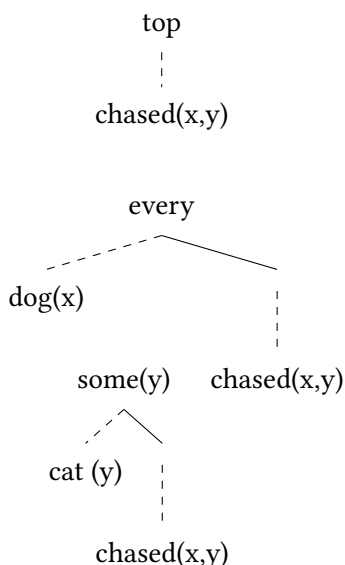 top
chased(x,y)
every
dog(x)
some(y) chased(x,y)
cat (y)
chased(x,y)